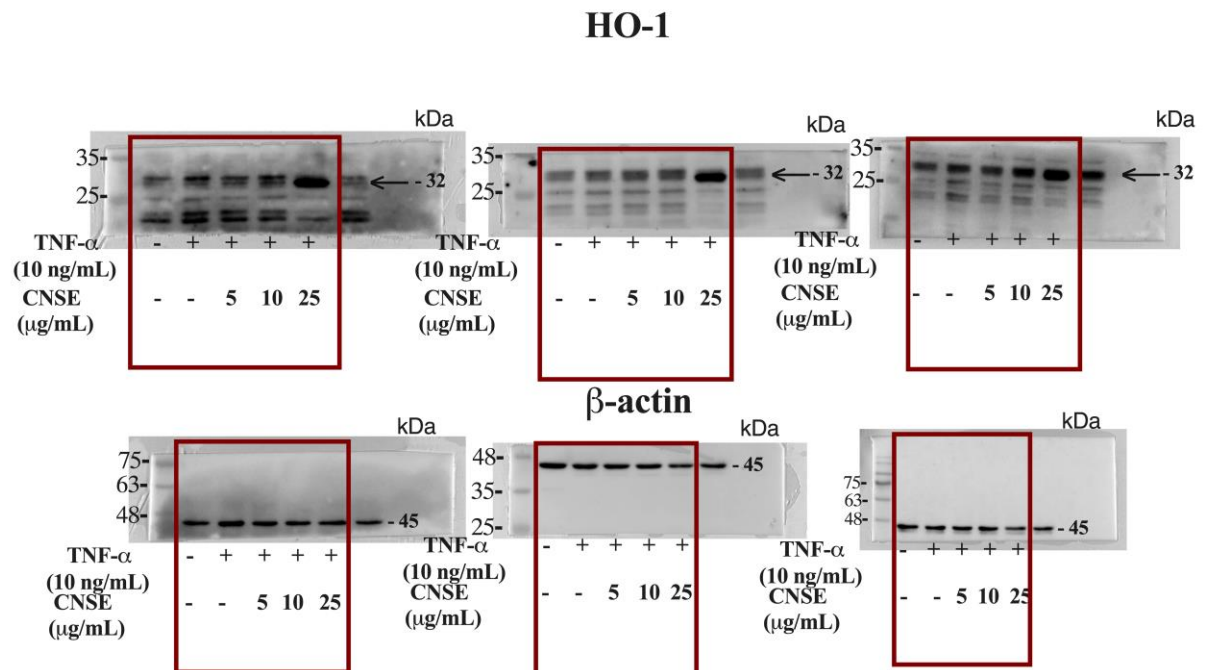 HO-1
kDa
35-
25-
- 32
TNF-α - + + + +
(10 ng/mL)
CNSE - - 5 10 25
(μg/mL)
kDa
35-
25-
- 32
TNF-α - + + + +
(10 ng/mL)
CNSE - - 5 10 25
(μg/mL)
kDa
35-
25-
- 32
TNF-α - + + + +
(10 ng/mL)
CNSE - - 5 10 25
(μg/mL)
β-actin
kDa
75-
63-
48-
- 45
TNF-α - + + + +
(10 ng/mL)
CNSE - - 5 10 25
(μg/mL)
kDa
48-
35-
25-
- 45
TNF-α - + + + +
(10 ng/mL)
CNSE - - 5 10 25
(μg/mL)
kDa
75-
63-
48-
- 45
TNF-α - + + + +
(10 ng/mL)
CNSE - - 5 10 25
(μg/mL)